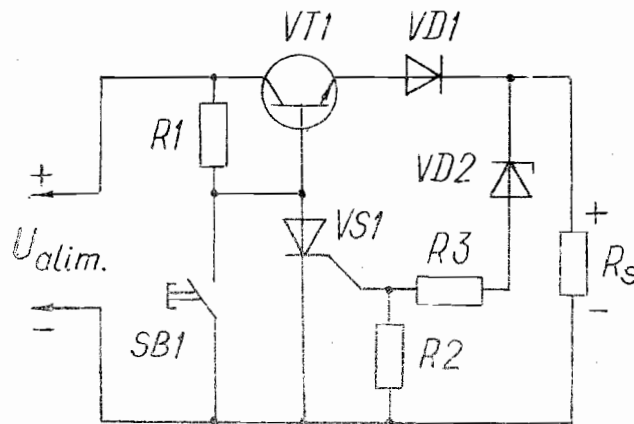 VT1
VD1
R1
+
VD2
VS1
U alim.
R3
+
Rs
-
-
SB1
R2